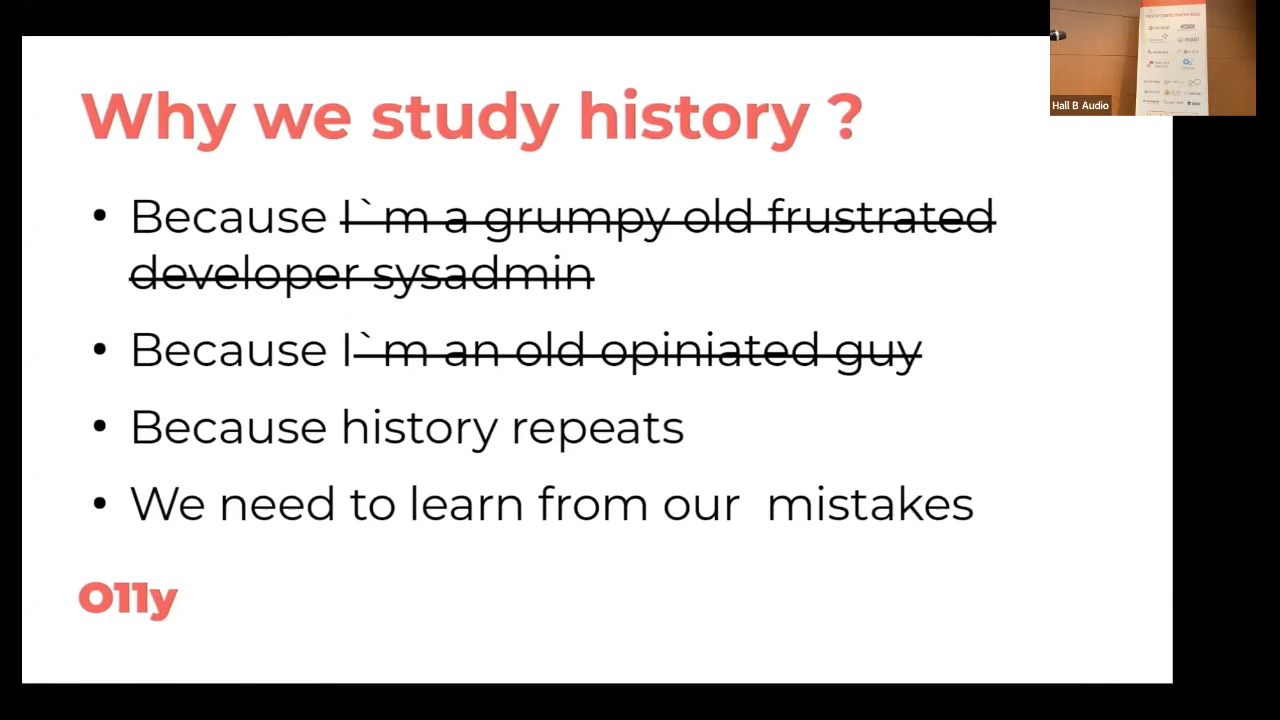 Why we study history ?
• Because I`m a grumpy old frustrated
developer sysadmin
• Because I`m an old opiniated guy
• Because history repeats
• We need to learn from our  mistakes
O11y
Hall B Audio